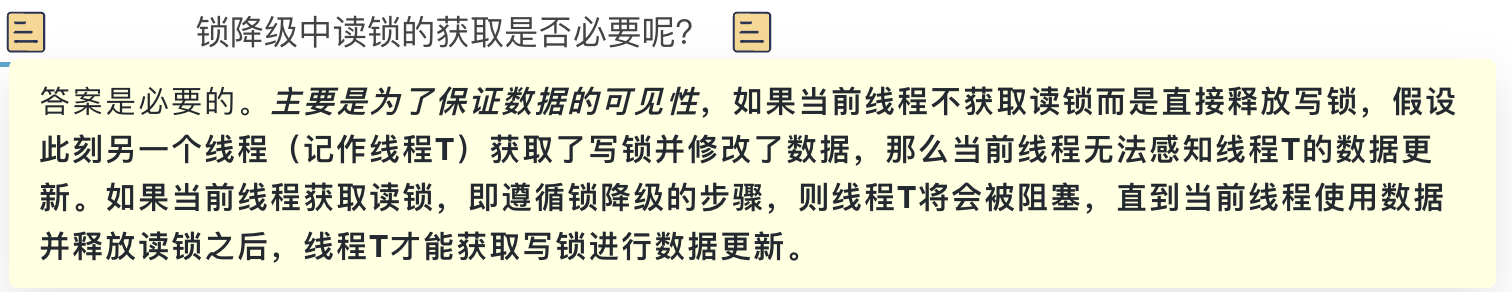 锁降级中读锁的获取是否必要呢?
答案是必要的。主要是为了保证数据的可见性，如果当前线程不获取读锁而是直接释放写锁，假设
此刻另一个线程（记作线程T）获取了写锁并修改了数据，那么当前线程无法感知线程T的数据更
新。如果当前线程获取读锁，即遵循锁降级的步骤，则线程T将会被阻塞，直到当前线程使用数据
并释放读锁之后，线程T才能获取写锁进行数据更新。